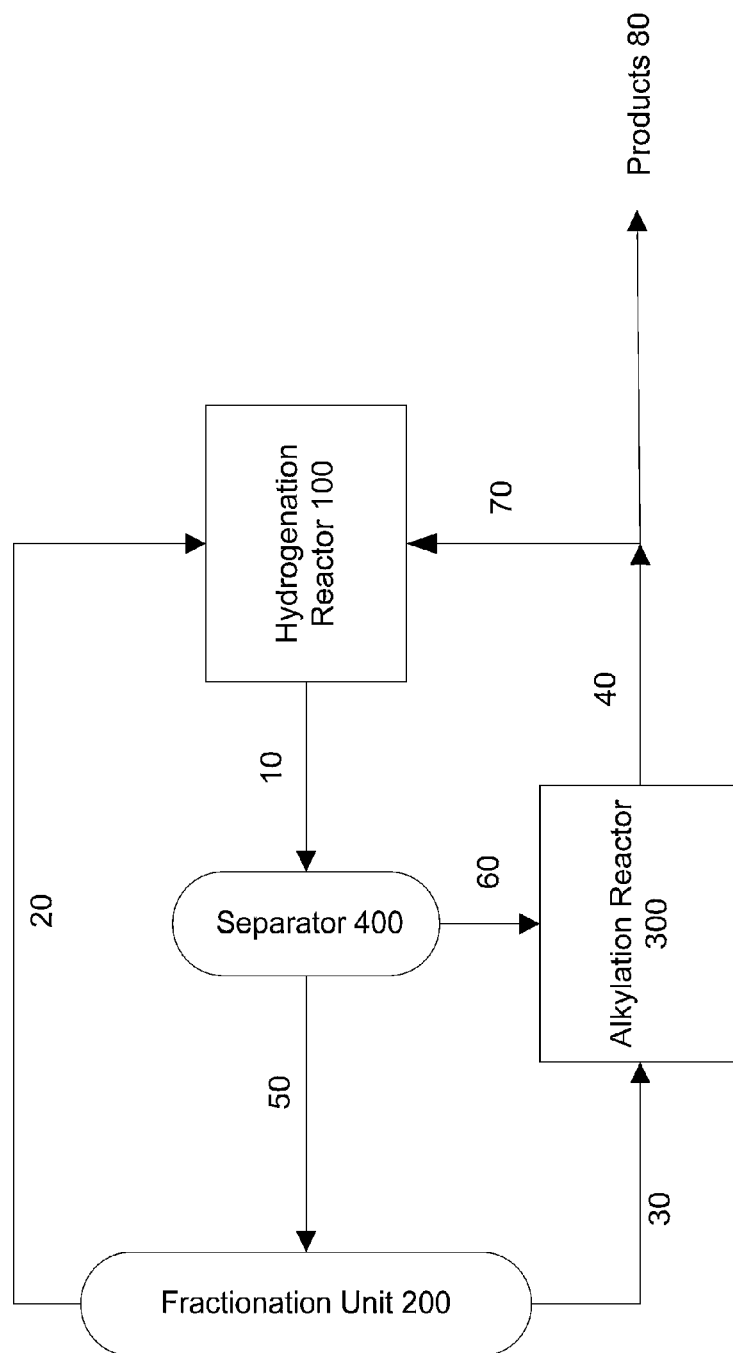 20
Hydrogenation
Reactor 100
10
Separator 400
50
Fractionation Unit 200
60
70
Alkylation Reactor
300
30
40
Products 80